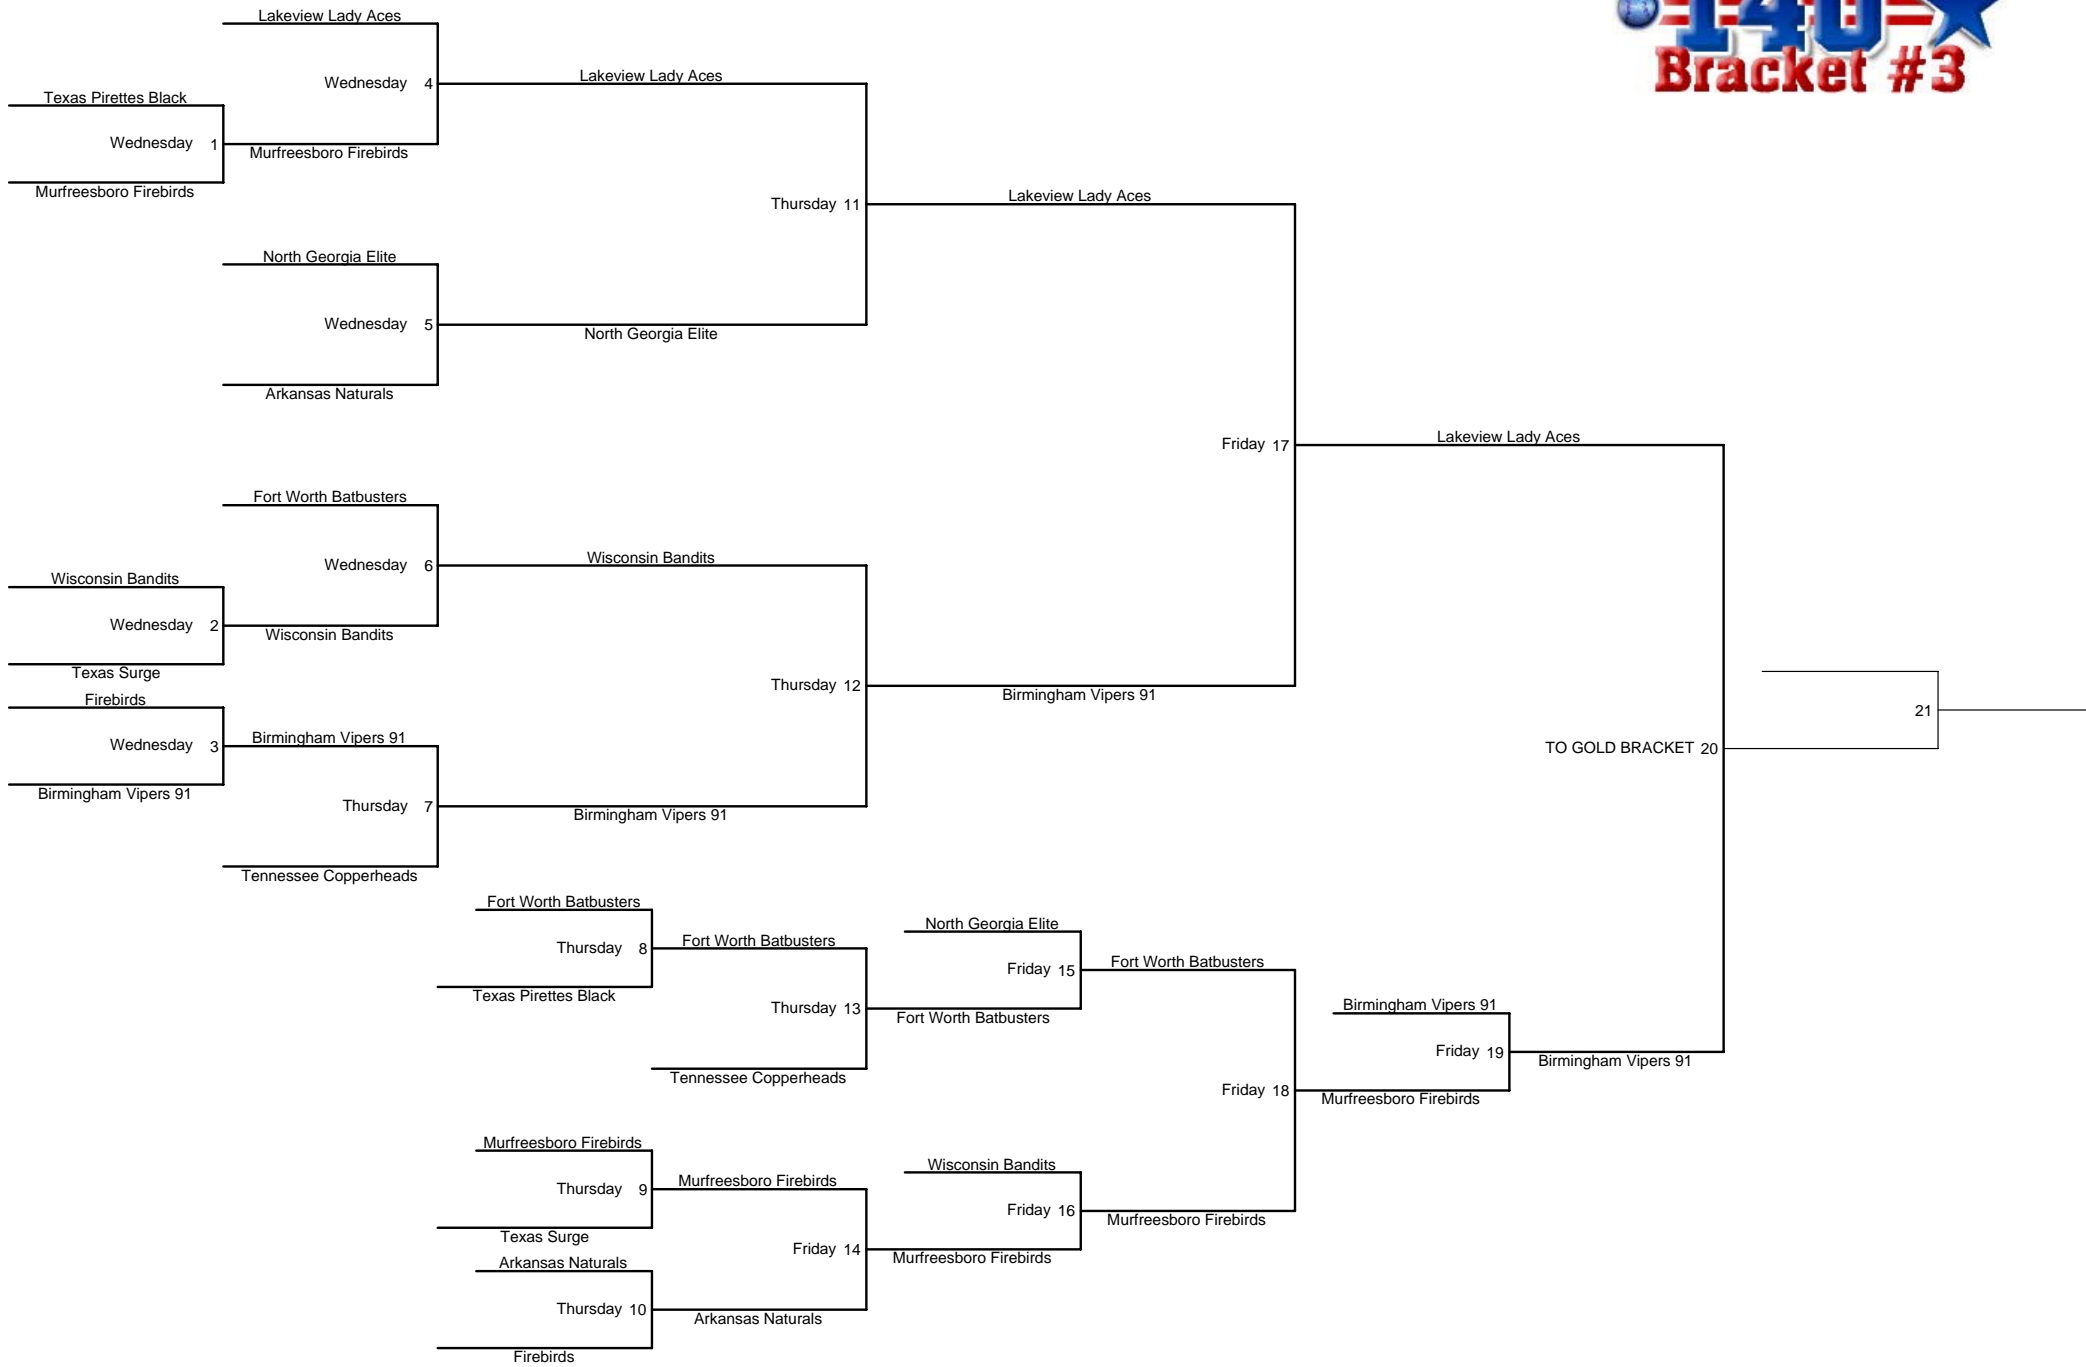 14U
Bracket #3
Lakeview Lady Aces
Wednesday 4
Lakeview Lady Aces
Texas Pirettes Black
Wednesday 1
Murfreesboro Firebirds
Murfreesboro Firebirds
Thursday 11
Lakeview Lady Aces
North Georgia Elite
Wednesday 5
North Georgia Elite
Arkansas Naturals
Friday 17
Lakeview Lady Aces
Fort Worth Batbusters
Wednesday 6
Wisconsin Bandits
Wisconsin Bandits
Wednesday 2
Wisconsin Bandits
Texas Surge
Thursday 12
Birmingham Vipers 91
Firebirds
Wednesday 3
Birmingham Vipers 91
Birmingham Vipers 91
Thursday 7
Birmingham Vipers 91
Tennessee Copperheads
21
TO GOLD BRACKET 20
Fort Worth Batbusters
Thursday 8
Fort Worth Batbusters
Texas Pirettes Black
Thursday 13
Fort Worth Batbusters
Tennessee Copperheads
North Georgia Elite
Friday 15
Fort Worth Batbusters
Birmingham Vipers 91
Friday 19
Birmingham Vipers 91
Friday 18
Murfreesboro Firebirds
Murfreesboro Firebirds
Thursday 9
Murfreesboro Firebirds
Texas Surge
Wisconsin Bandits
Friday 16
Murfreesboro Firebirds
Friday 14
Murfreesboro Firebirds
Arkansas Naturals
Thursday 10
Arkansas Naturals
Firebirds